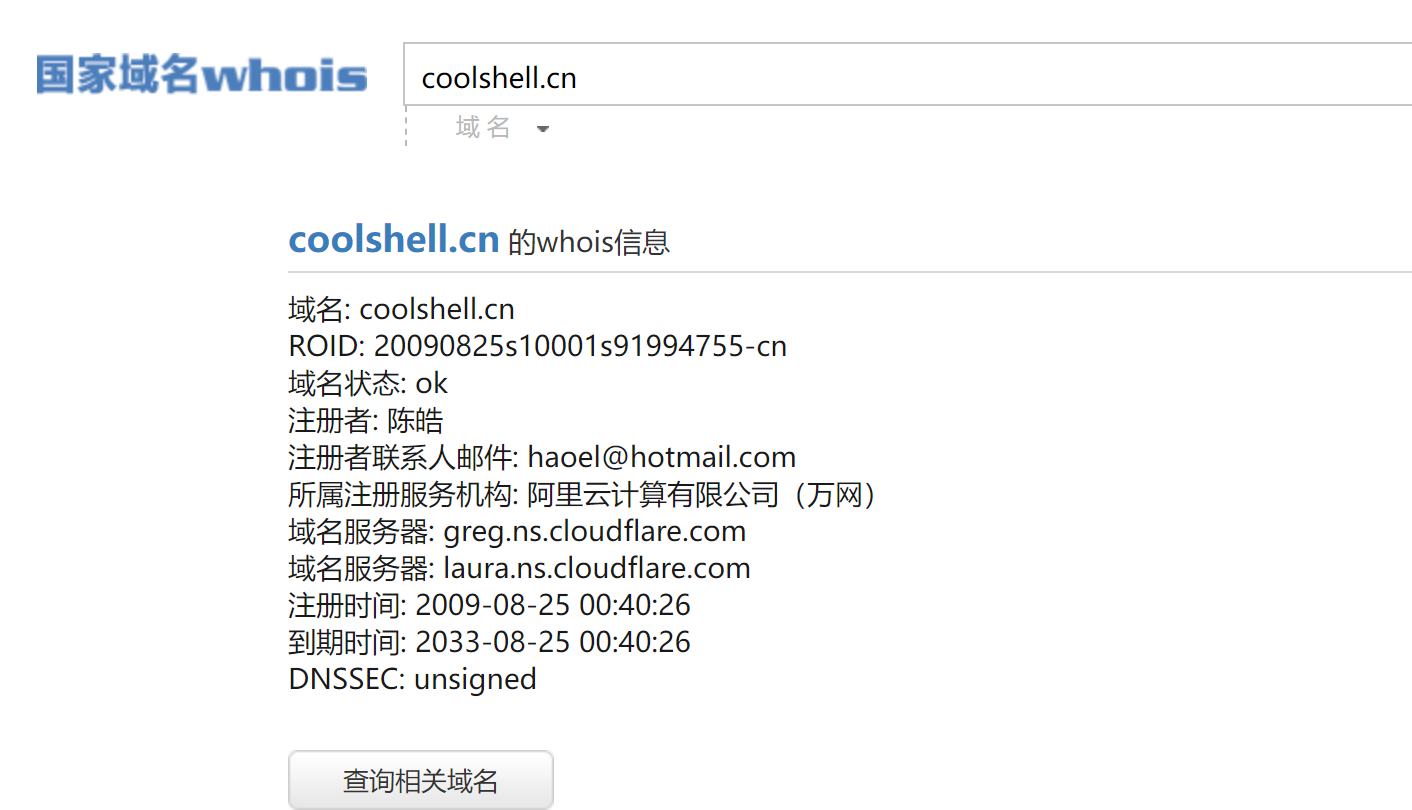 国家域名whois
coolshell.cn
域名
coolshell.cn 的whois信息
域名: coolshell.cn
ROID: 20090825s10001s91994755-cn
域名状态: ok
注册者: 陈皓
注册者联系人邮件: haoel@hotmail.com
所属注册服务机构: 阿里云计算有限公司（万网）
域名服务器: greg.ns.cloudflare.com
域名服务器: laura.ns.cloudflare.com
注册时间: 2009-08-25 00:40:26
到期时间: 2033-08-25 00:40:26
DNSSEC: unsigned
查询相关域名